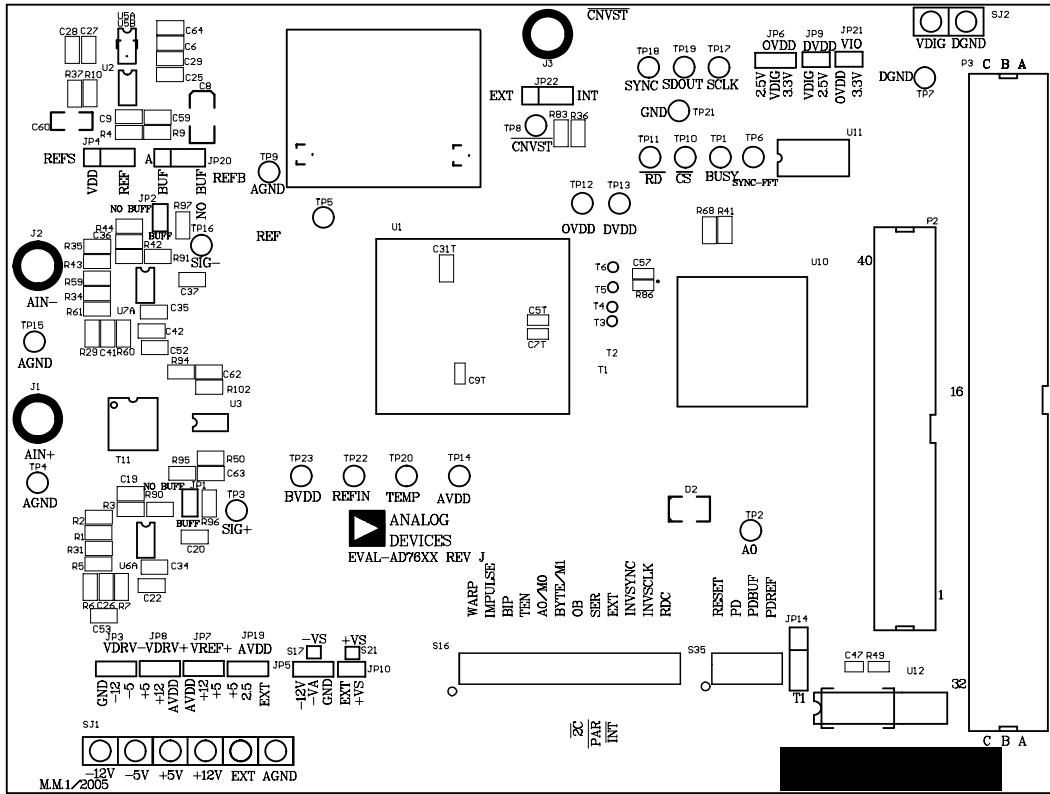 CNVST
SJ2
VDIG DGND
J3
U5A
U5B
C28 C27
C64
C6
C29
C25
U2
R37 R10
C8
C60
C9
C59
R4
R9
JP4
REFS
VDD
REF
A
JP20
BUF
NO BUF
REFB
TP9
AGND
TP5
REF
JP22
EXT INT
TP8
CNVST
R83 R36
TP18 TP19 TP17
SYNC SDOUT SCLK
GND
TP21
JP6 JP9 JP21
OVDD DVDD VIO
2.5V
VDIG
3.3V
VDIG
2.5V
OVDD
3.3V
DGND
TP7
P3
C B A
TP11 TP10 TP1 TP6
RD CS BUSY SYNC-FFT
U11
TP12 TP13
OVDD DVDD
R68 R41
P2
40
JP2
NO BUFF
BUFF
R97
R44
C36
R42
R91
TP16
SIG-
J2
AIN-
R35
R43
R59
R34
R61
C37
U7A
C35
C42
C52
R29 C41 R60
TP15
AGND
R94
C62
R102
U1
C31T
C5T
C7T
C9T
T6
T5
T4
T3
T2
T1
C57
R86
U10
16
J1
AIN+
TP4
AGND
T11
U3
R95
R50
C63
C19
NO BUFF
JP1
BUFF
R90
R3
R96
TP3
SIG+
R2
R1
R31
R5
C20
U6A
C34
C22
R6 C26 R7
C53
TP23 TP22 TP20 TP14
BVDD REFIN TEMP AVDD
ANALOG
DEVICES
EVAL-AD76XX REV J
D2
TP2
A0
1
WARP
IMPULSE
BIP
TEN
A0/M0
BYTE/M1
OB
SER
EXT
INVSYNC
INVSCLK
RDC
RESET
PD
PDBUF
PDREF
JP14
T1
S16
S35
2C
PAR
INT
C47 R49
U12
32
JP3 JP8 JP7 JP19
VDRV- VDRV+ VREF+ AVDD
JP5
GND
-12
-5
+5
+12
AVDD
AVDD
+12
+5
+5
2.5
EXT
-VS +VS
S17 S21
JP10
-12V
-VA
GND
EXT
+VS
SJ1
-12V -5V +5V +12V EXT AGND
M.M.1/2005
C B A